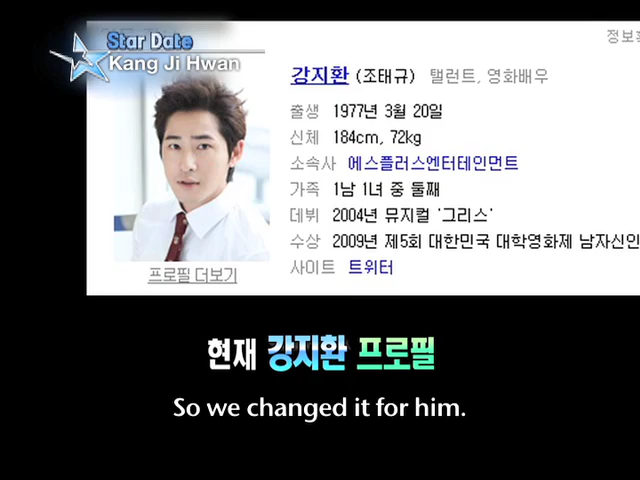 Star Date
Kang Ji Hwan
정보
강지환 (조태규) 탤런트, 영화배우
출생 1977년 3월 20일
신체 184cm, 72kg
소속사 에스플러스엔터테인먼트
가족 1남 1녀 중 둘째
데뷔 2004년 뮤지컬 '그리스'
수상 2009년 제5회 대한민국 대학영화제 남자신인
사이트 트위터
프로필 더보기
현재 강지환 프로필
So we changed it for him.